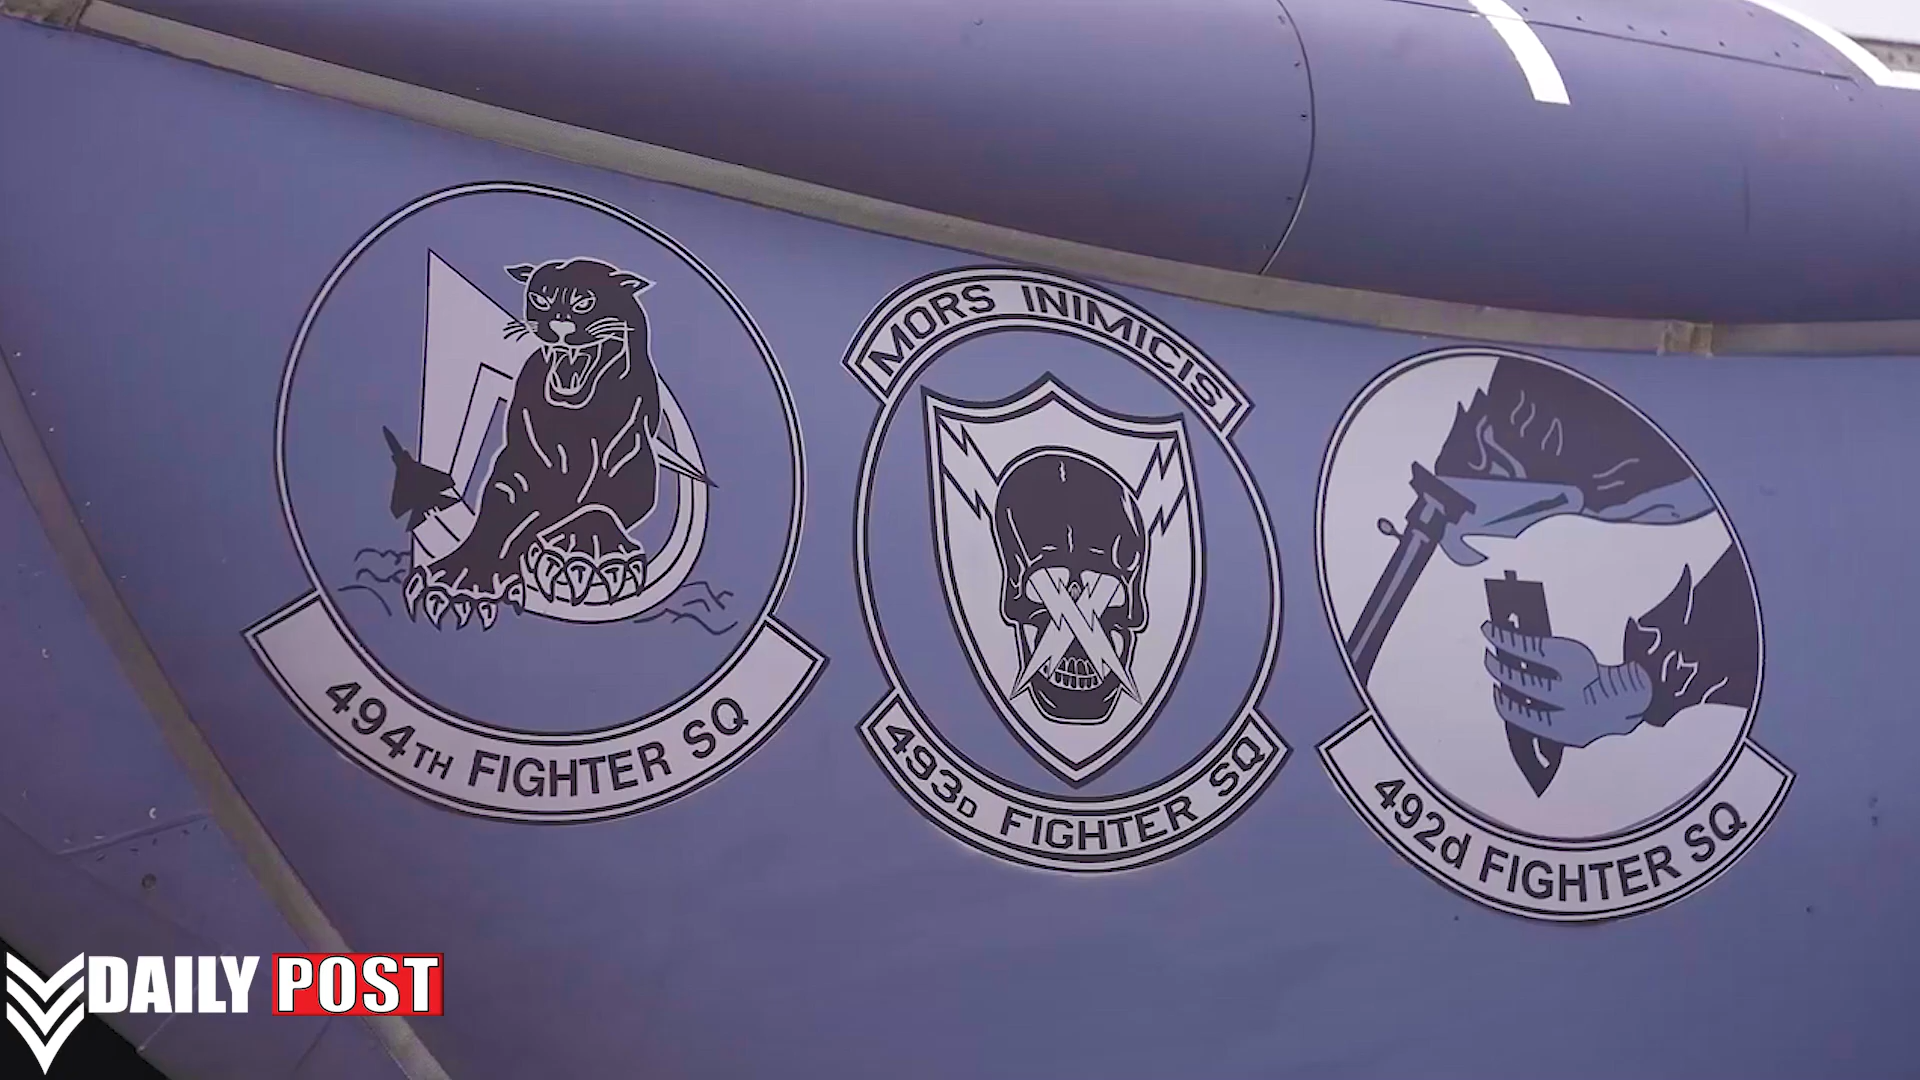 494TH FIGHTER SQ
MORS INIMICIS
493D FIGHTER SQ
492d FIGHTER SQ
DAILY POST